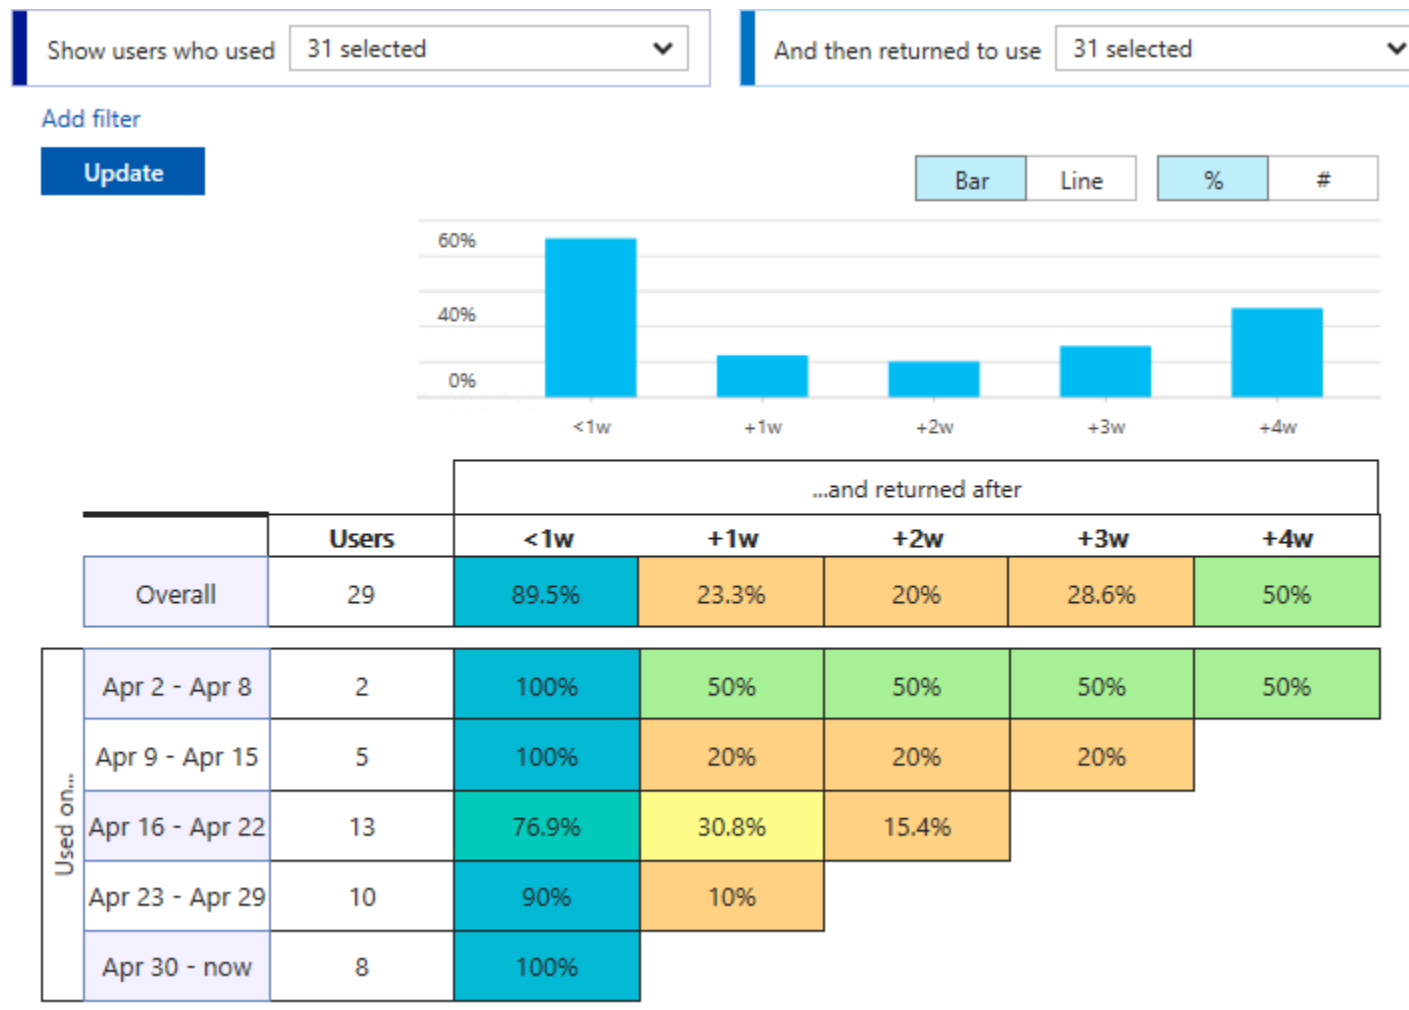 Show users who used 31 selected And then returned to use 31 selected
Add filter
Update
Bar Line % #
60%
40%
0%
<1w +1w +2w +3w +4w
...and returned after
Users <1w +1w +2w +3w +4w
Overall 29 89.5% 23.3% 20% 28.6% 50%
Used on...
Apr 2 - Apr 8 2 100% 50% 50% 50% 50%
Apr 9 - Apr 15 5 100% 20% 20% 20%
Apr 16 - Apr 22 13 76.9% 30.8% 15.4%
Apr 23 - Apr 29 10 90% 10%
Apr 30 - now 8 100%